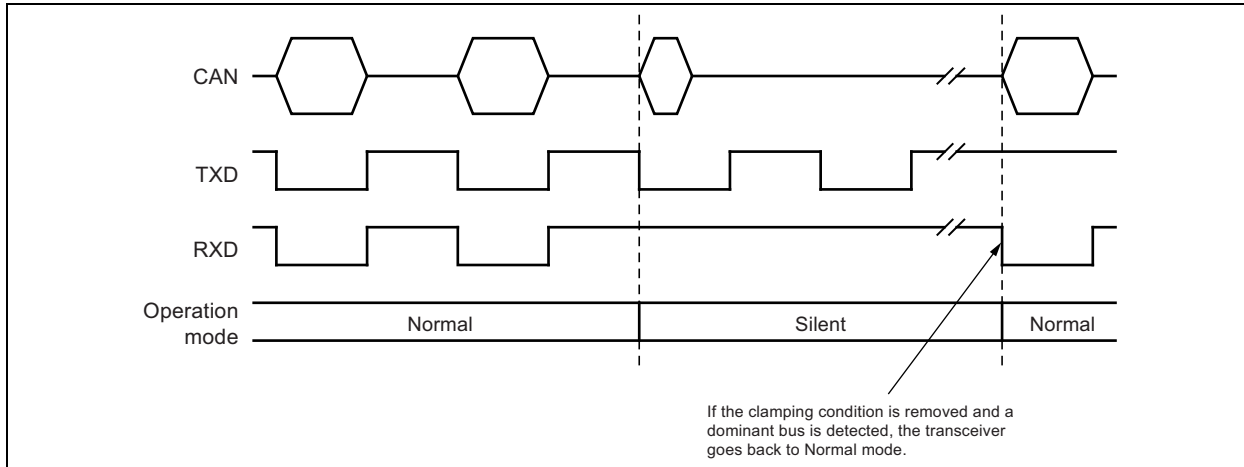 CAN
TXD
RXD
Operation
mode
Normal
Silent
Normal
If the clamping condition is removed and a
dominant bus is detected, the transceiver
goes back to Normal mode.